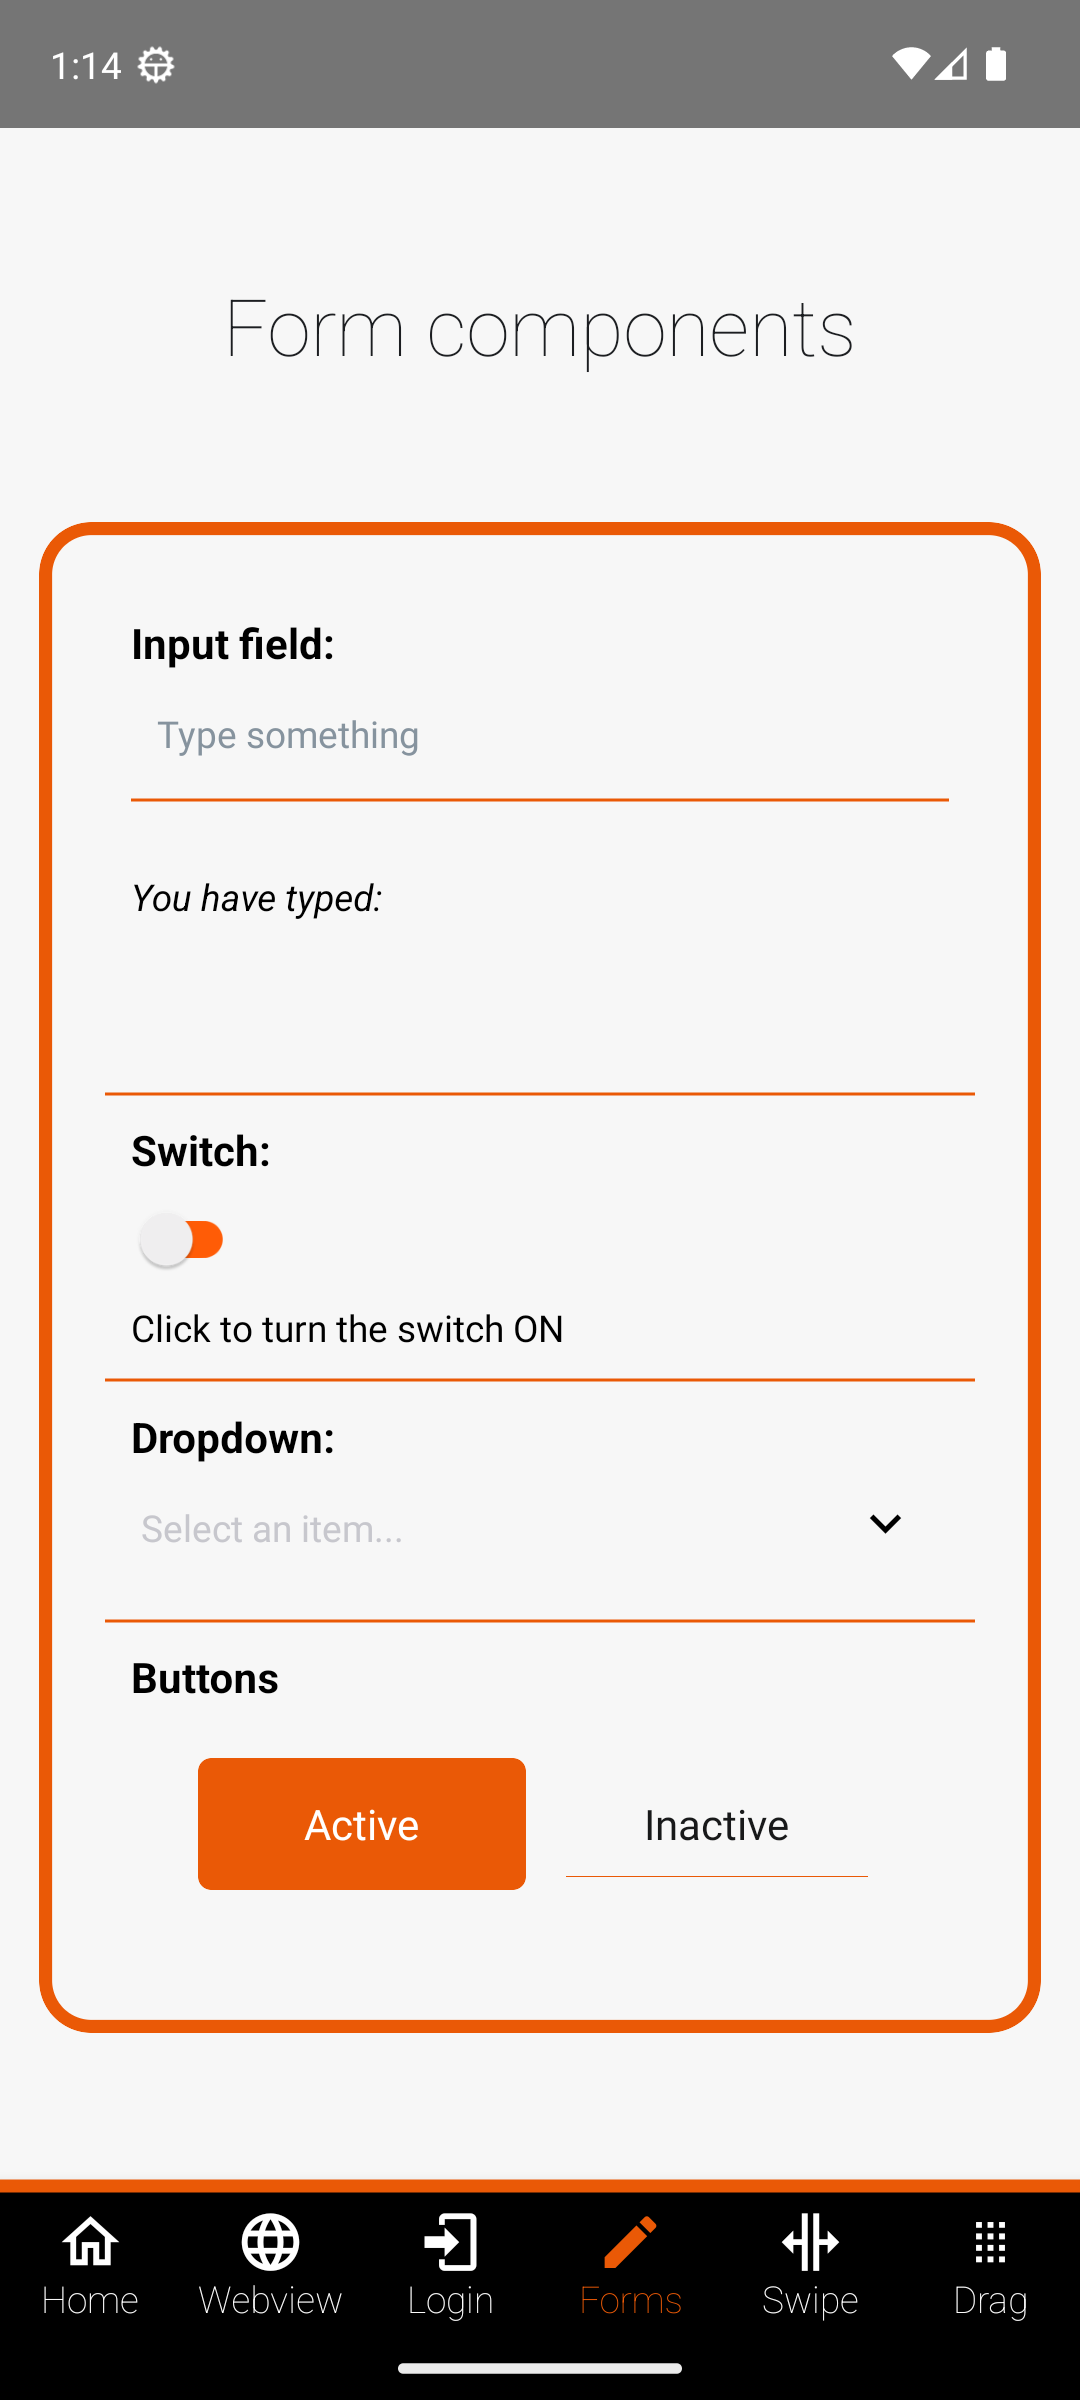 1:14
Form components
Input field:
Type something
You have typed:
Switch:
Click to turn the switch ON
Dropdown:
Select an item...
Buttons
Active
Inactive
Home
Webview
Login
Forms
Swipe
Drag